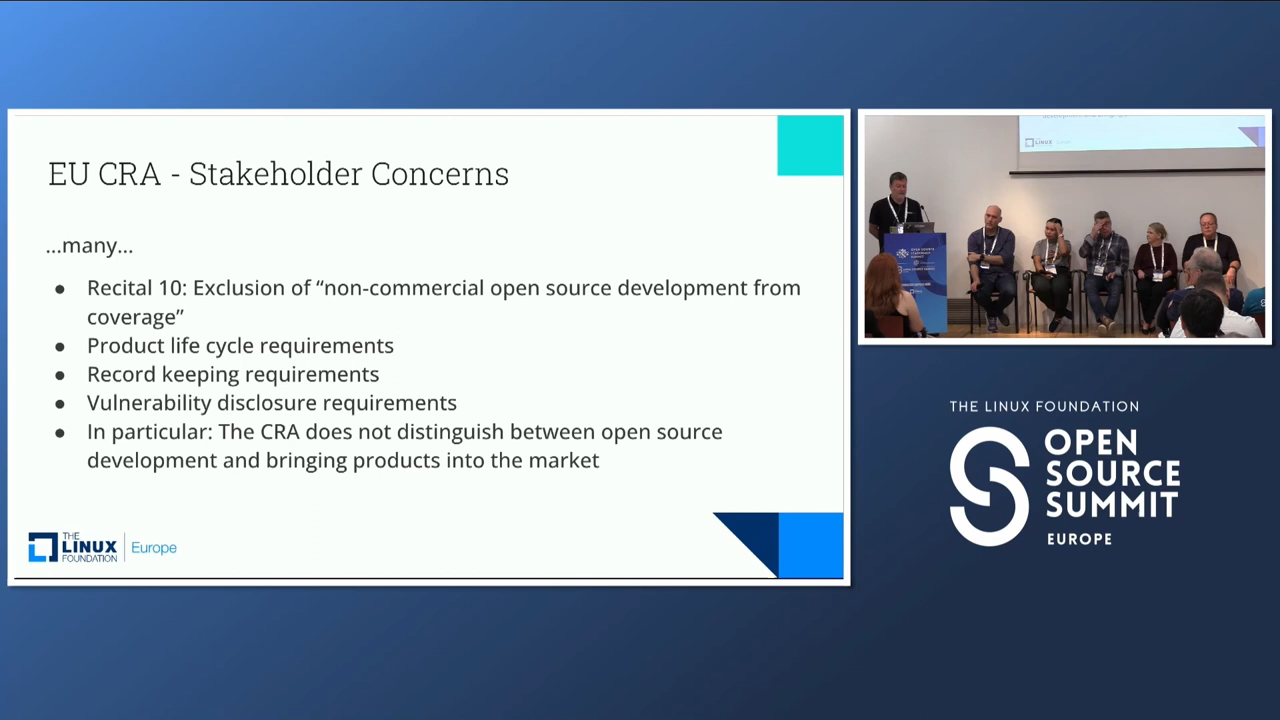 EU CRA - Stakeholder Concerns
...many...
● Recital 10: Exclusion of “non-commercial open source development from
coverage”
● Product life cycle requirements
● Record keeping requirements
● Vulnerability disclosure requirements
● In particular: The CRA does not distinguish between open source
development and bringing products into the market
THE
LINUX
FOUNDATION
Europe
THE LINUX FOUNDATION
OPEN
SOURCE
SUMMIT
EUROPE